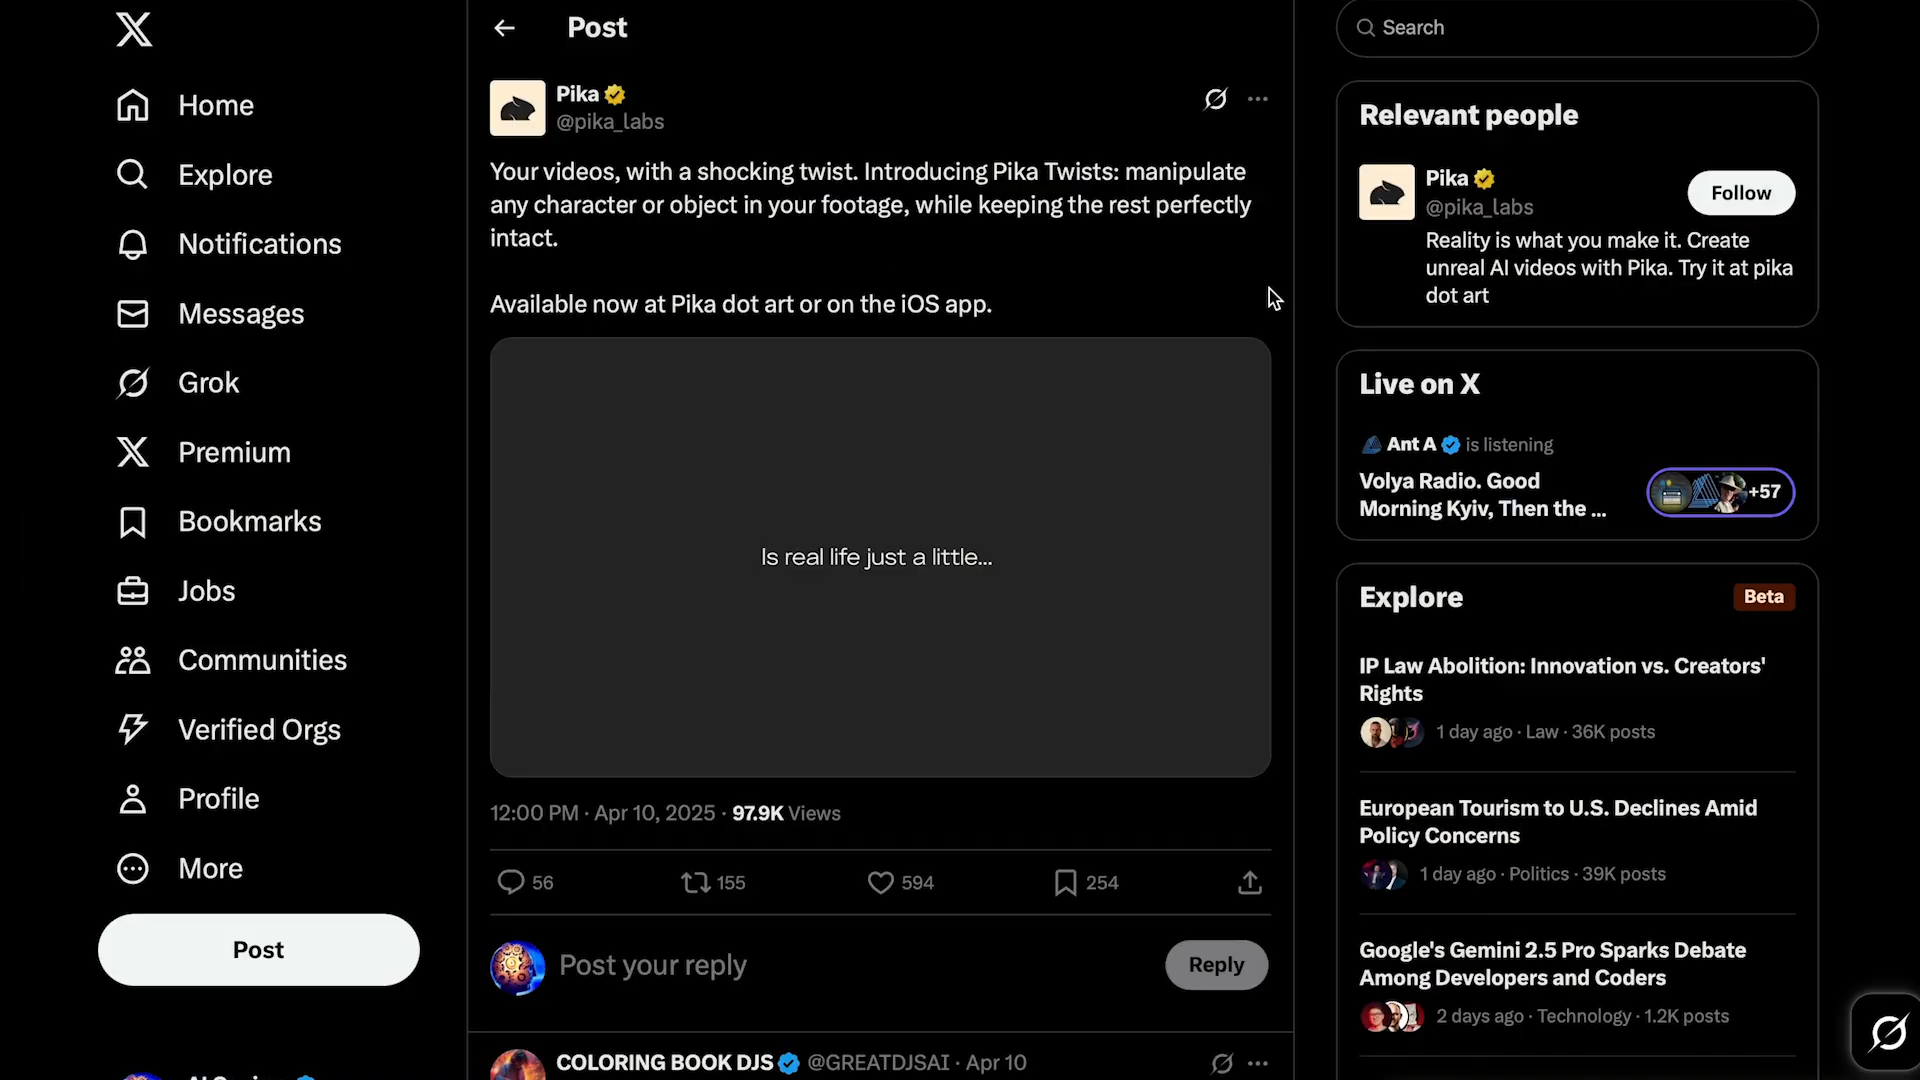 Home
Explore
Notifications
Messages
Grok
Premium
Bookmarks
Jobs
Communities
Verified Orgs
Profile
More
Post
Post
Pika
@pika_labs
Your videos, with a shocking twist. Introducing Pika Twists: manipulate
any character or object in your footage, while keeping the rest perfectly
intact.
Available now at Pika dot art or on the iOS app.
Is real life just a little...
12:00 PM · Apr 10, 2025 · 97.9K Views
56 155 594 254
Post your reply
Reply
COLORING BOOK DJS @GREATDJSAI · Apr 10
Search
Relevant people
Pika
@pika_labs
Follow
Reality is what you make it. Create
unreal AI videos with Pika. Try it at pika
dot art
Live on X
Ant A is listening
Volya Radio. Good
Morning Kyiv, Then the ...
+57
Explore
Beta
IP Law Abolition: Innovation vs. Creators'
Rights
1 day ago · Law · 36K posts
European Tourism to U.S. Declines Amid
Policy Concerns
1 day ago · Politics · 39K posts
Google's Gemini 2.5 Pro Sparks Debate
Among Developers and Coders
2 days ago · Technology · 1.2K posts